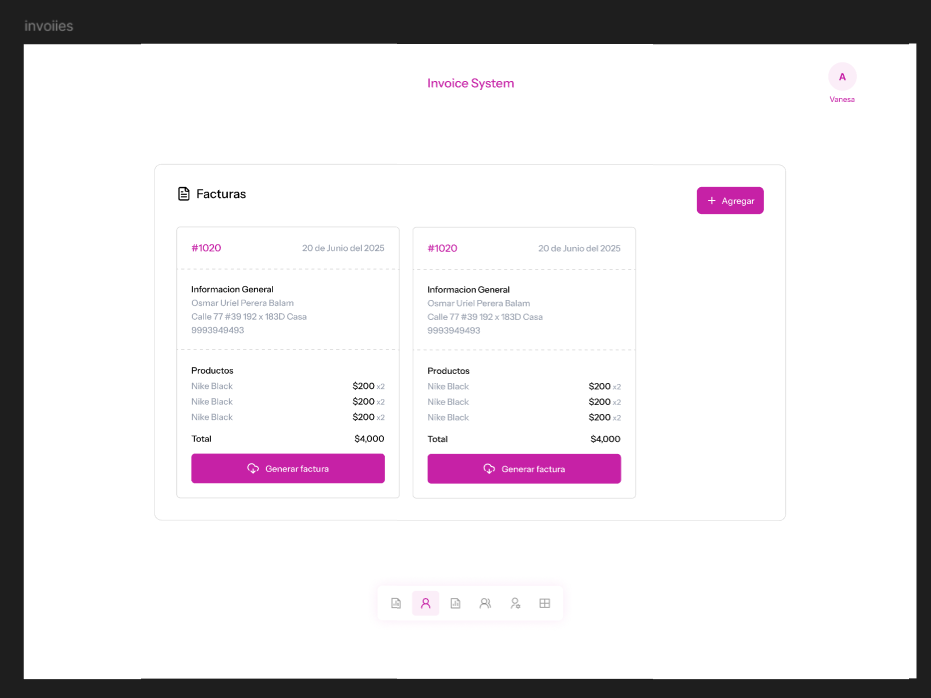 invoiies
Invoice System
A
Vanesa
Facturas
+ Agregar
#1020 20 de Junio del 2025
Informacion General
Osmar Uriel Perera Balam
Calle 77 #39 192 x 183D Casa
9993949493
Productos
Nike Black $200 x2
Nike Black $200 x2
Nike Black $200 x2
Total $4,000
Generar factura
#1020 20 de Junio del 2025
Informacion General
Osmar Uriel Perera Balam
Calle 77 #39 192 x 183D Casa
9993949493
Productos
Nike Black $200 x2
Nike Black $200 x2
Nike Black $200 x2
Total $4,000
Generar factura